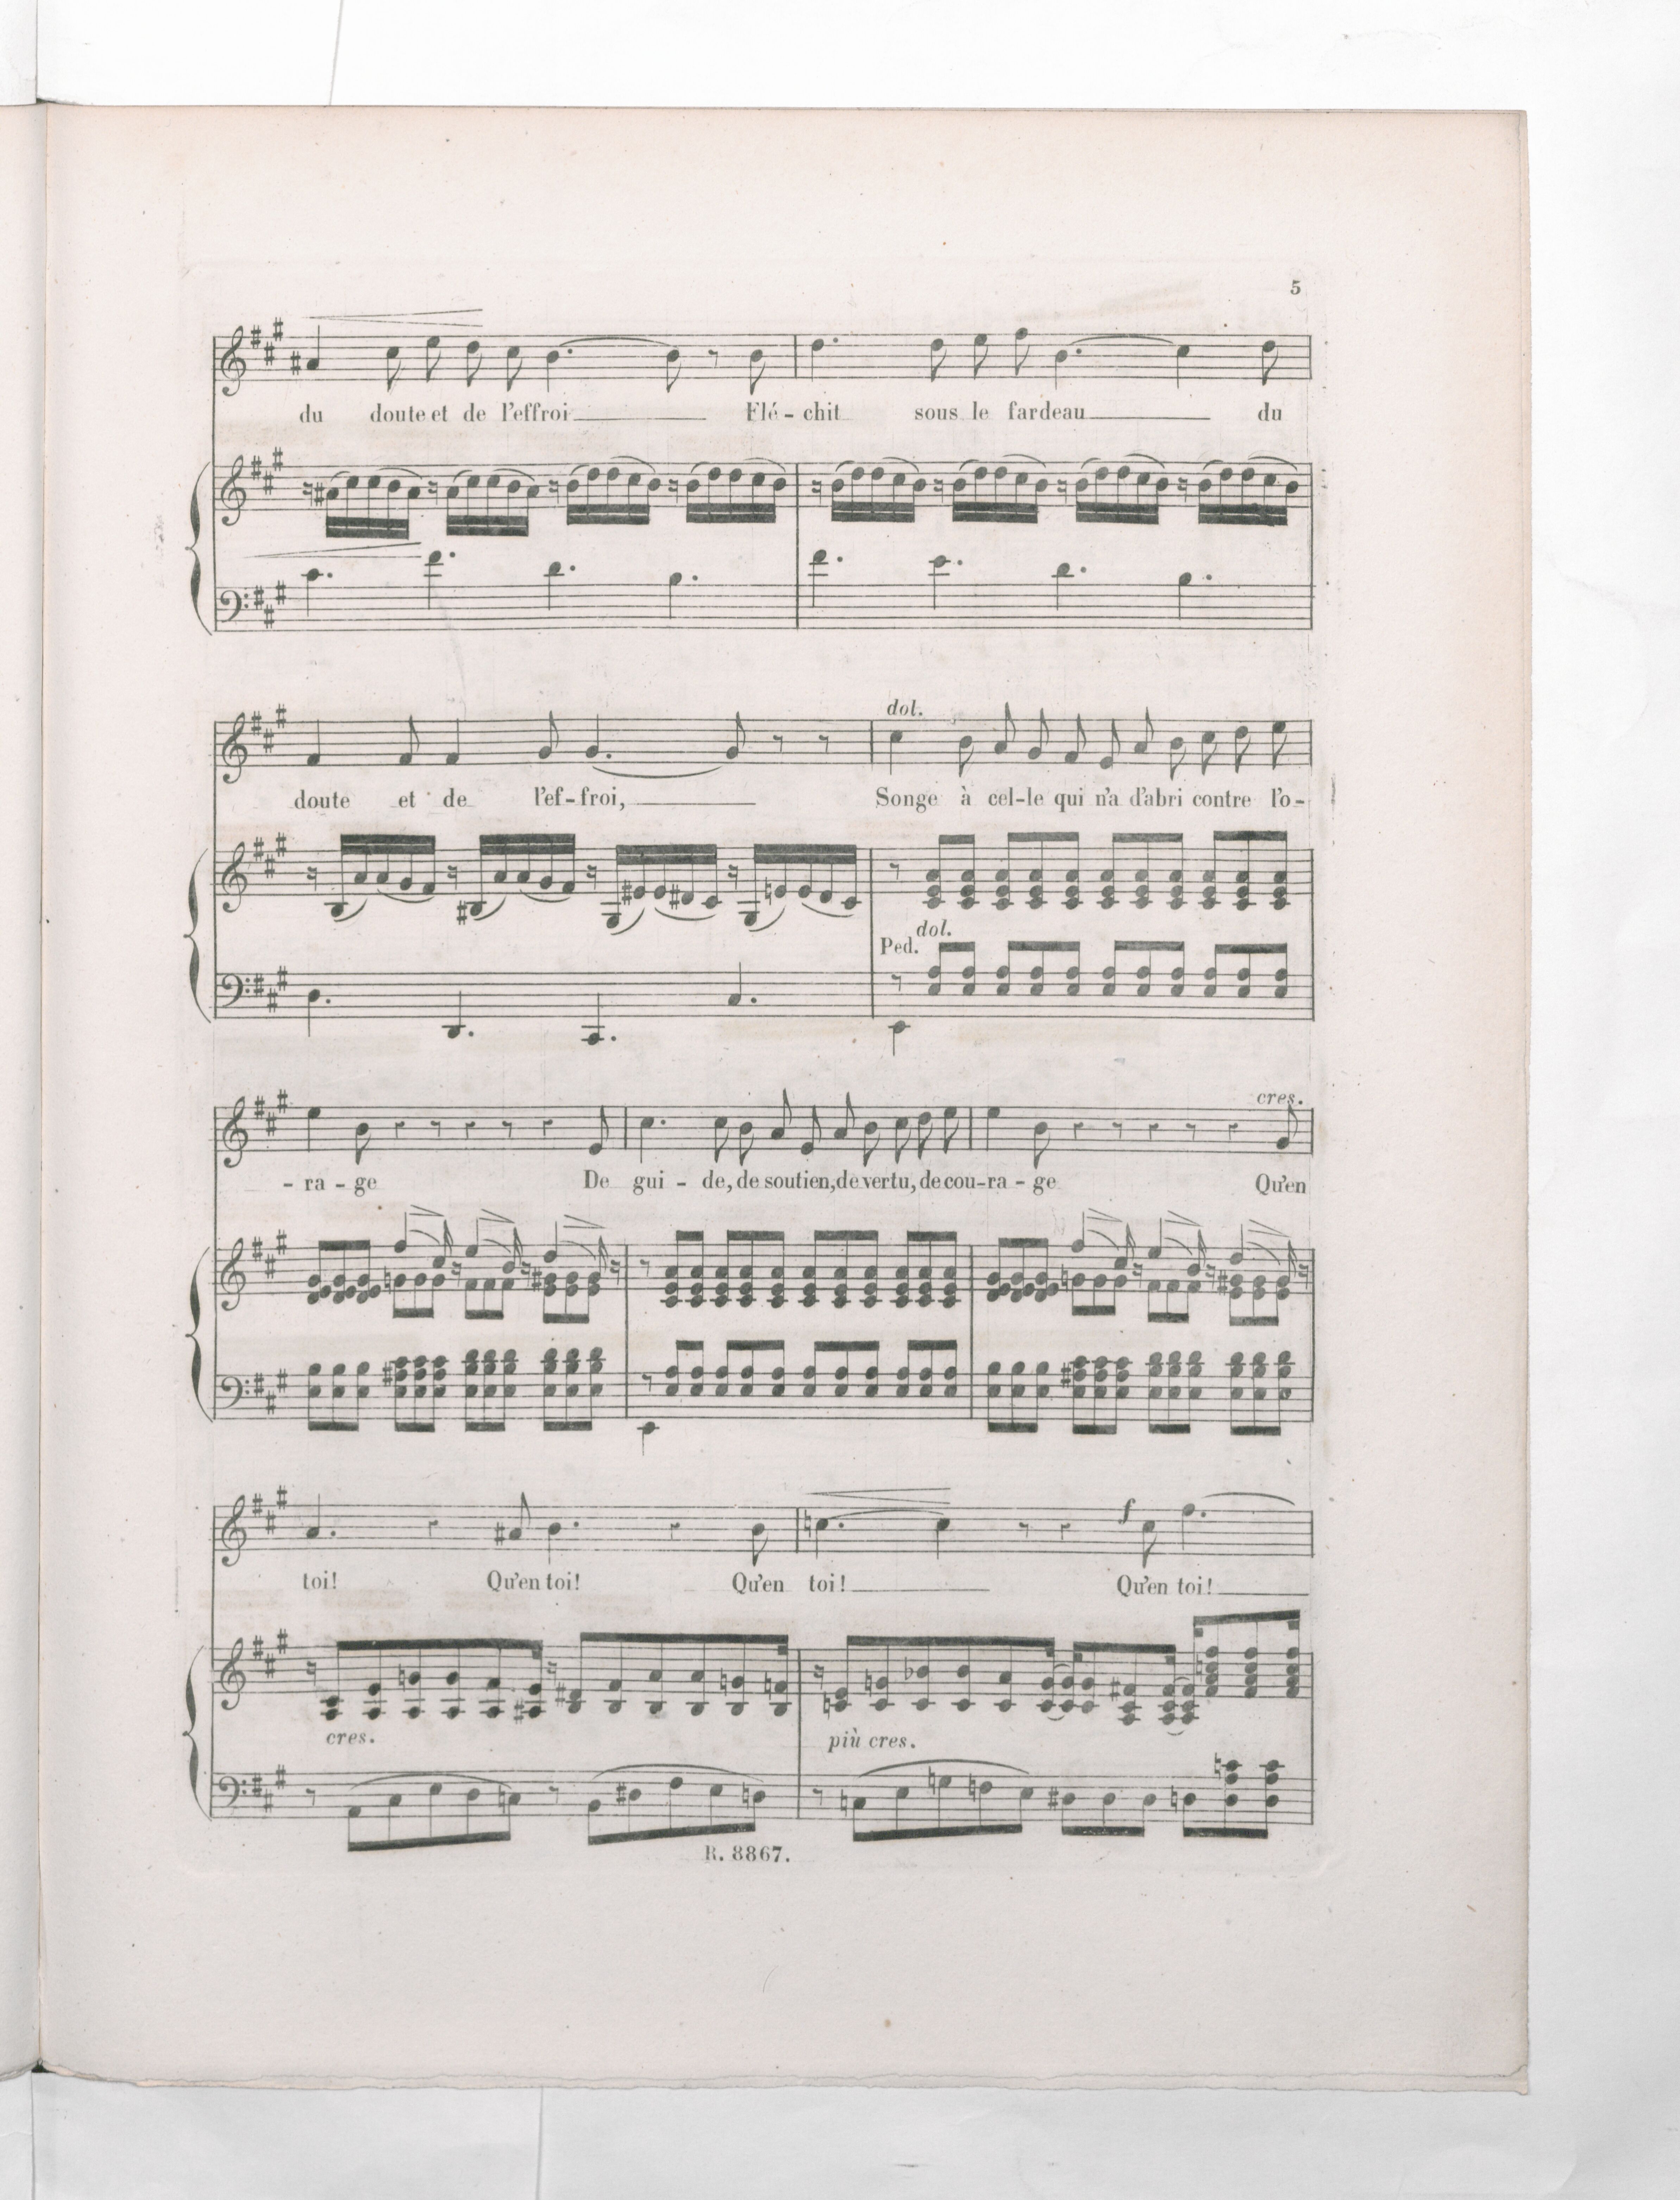 5
du doute et de l'effroi Flé-chit sous le fardeau du
dol.
doute et de l'ef-froi, Songe à cel-le qui n'a d'abri contre l'o-
dol.
Ped.
cres.
-ra-ge De gui-de, de soutien, de vertu, de cou-ra-ge Qu'en
f
toi! Qu'en toi! Qu'en toi! Qu'en toi!
cres. più cres.
R. 8867.